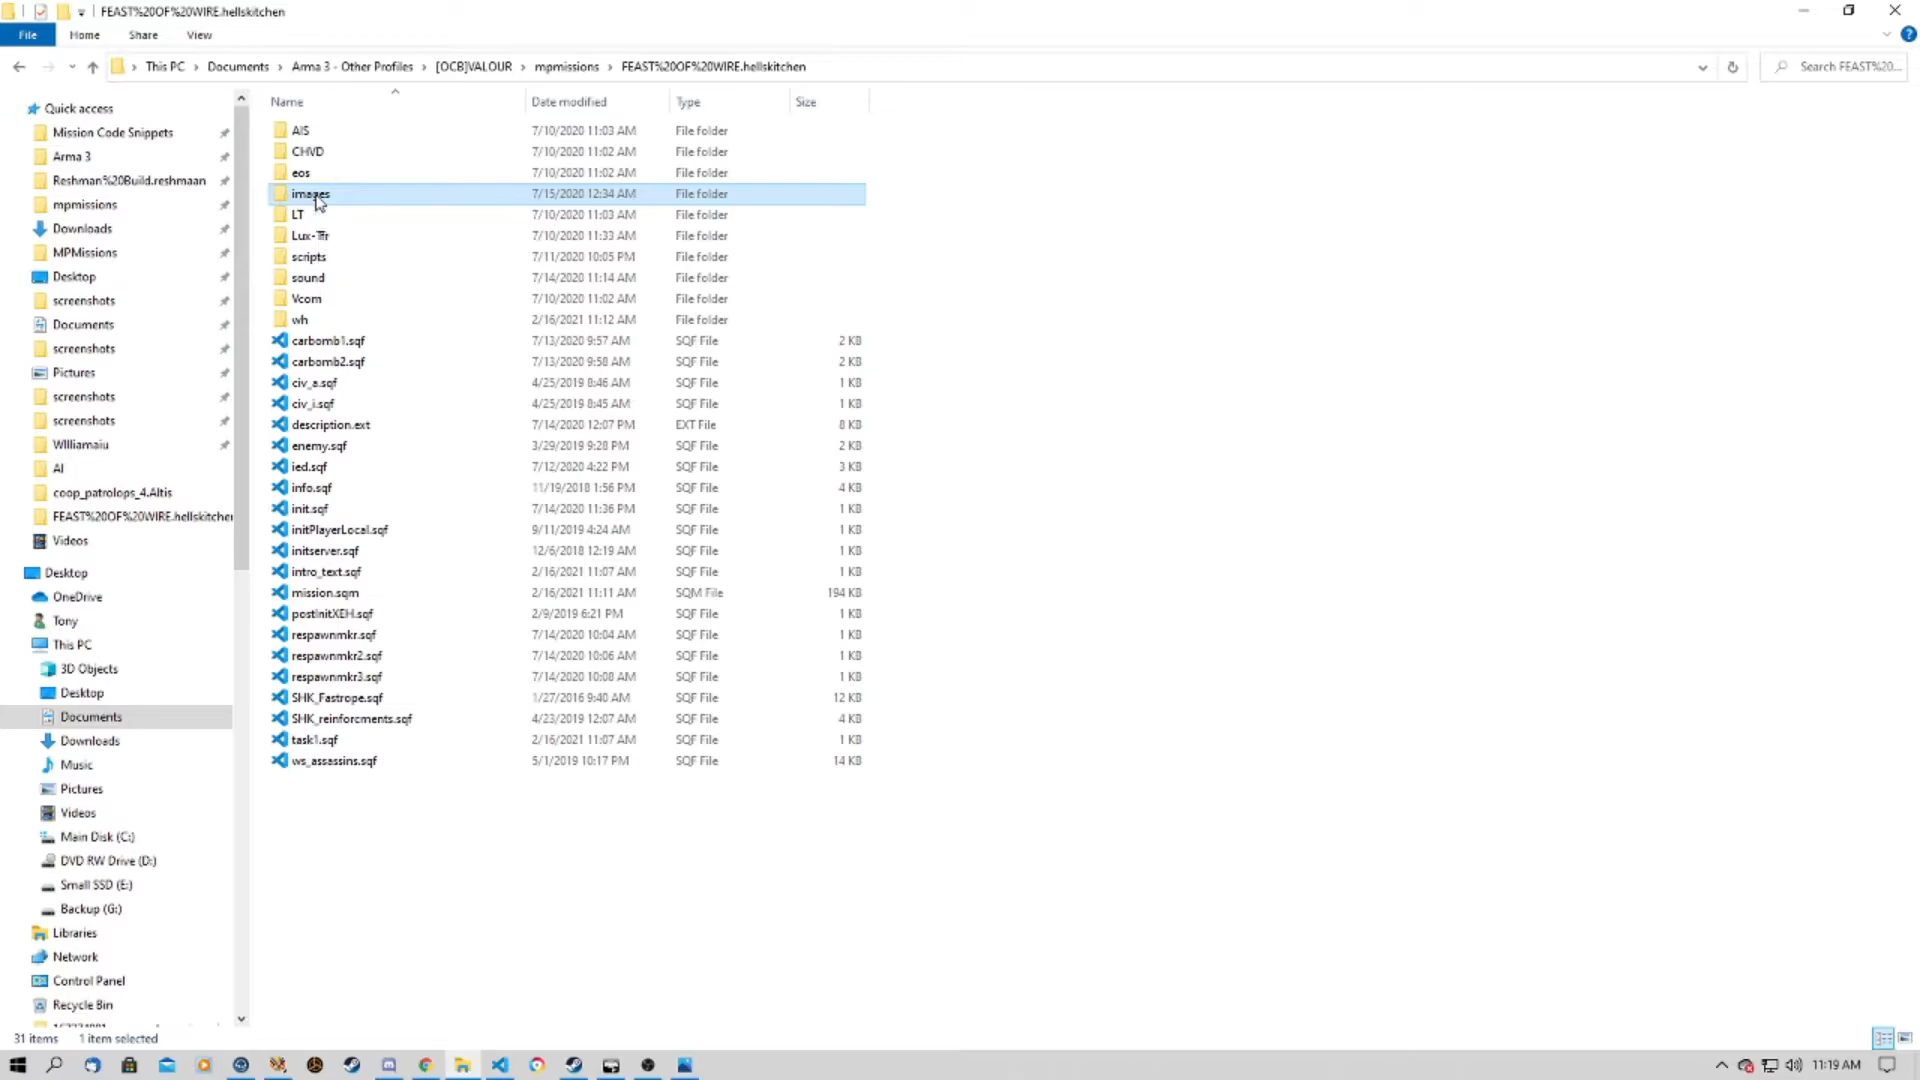 FEAST%20OF%20WIRE.hellskitchen
File Home Share View
This PC > Documents > Arma 3 - Other Profiles > [OCB]VALOUR > mpmissions > FEAST%20OF%20WIRE.hellskitchen
Search FEAST%20...
Name Date modified Type Size
Quick access
Mission Code Snippets
Arma 3
Reshman%20Build.reshmaan
mpmissions
Downloads
MPMissions
Desktop
screenshots
Documents
screenshots
Pictures
screenshots
screenshots
WIlliamaiu
AI
coop_patrolops_4.Altis
FEAST%20OF%20WIRE.hellskitchen
Videos
Desktop
OneDrive
Tony
This PC
3D Objects
Desktop
Documents
Downloads
Music
Pictures
Videos
Main Disk (C:)
DVD RW Drive (D:)
Small SSD (E:)
Backup (G:)
Libraries
Network
Control Panel
Recycle Bin
AIS 7/10/2020 11:03 AM File folder
CHVD 7/10/2020 11:02 AM File folder
eos 7/10/2020 11:02 AM File folder
images 7/15/2020 12:34 AM File folder
LT 7/10/2020 11:03 AM File folder
Lux-Tfr 7/10/2020 11:33 AM File folder
scripts 7/11/2020 10:05 PM File folder
sound 7/14/2020 11:14 AM File folder
Vcom 7/10/2020 11:02 AM File folder
wh 2/16/2021 11:12 AM File folder
carbomb1.sqf 7/13/2020 9:57 AM SQF File 2 KB
carbomb2.sqf 7/13/2020 9:58 AM SQF File 2 KB
civ_a.sqf 4/25/2019 8:46 AM SQF File 1 KB
civ_i.sqf 4/25/2019 8:45 AM SQF File 1 KB
description.ext 7/14/2020 12:07 PM EXT File 8 KB
enemy.sqf 3/29/2019 9:28 PM SQF File 2 KB
ied.sqf 7/12/2020 4:22 PM SQF File 3 KB
info.sqf 11/19/2018 1:56 PM SQF File 4 KB
init.sqf 7/14/2020 11:36 PM SQF File 1 KB
initPlayerLocal.sqf 9/11/2019 4:24 AM SQF File 1 KB
initserver.sqf 12/6/2018 12:19 AM SQF File 1 KB
intro_text.sqf 2/16/2021 11:07 AM SQF File 1 KB
mission.sqm 2/16/2021 11:11 AM SQM File 194 KB
postInitXEH.sqf 2/9/2019 6:21 PM SQF File 1 KB
respawnmkr.sqf 7/14/2020 10:04 AM SQF File 1 KB
respawnmkr2.sqf 7/14/2020 10:06 AM SQF File 1 KB
respawnmkr3.sqf 7/14/2020 10:08 AM SQF File 1 KB
SHK_Fastrope.sqf 1/27/2016 9:40 AM SQF File 12 KB
SHK_reinforcments.sqf 4/23/2019 12:07 AM SQF File 4 KB
task1.sqf 2/16/2021 11:07 AM SQF File 1 KB
ws_assassins.sqf 5/1/2019 10:17 PM SQF File 14 KB
31 items 1 item selected
11:19 AM